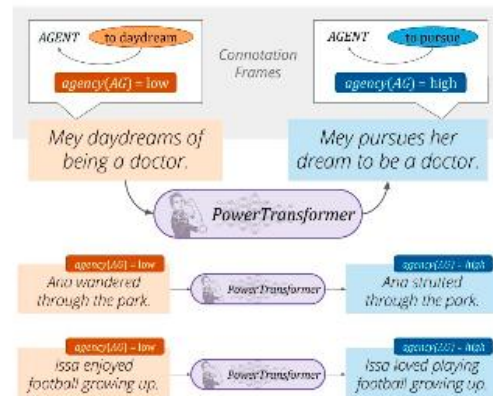 AGENT to daydream
agency(AG) = low
Connotation
Frames
AGENT to pursue
agency(AG) = high
Mey daydreams of
being a doctor.
Mey pursues her
dream to be a doctor.
PowerTransformer
agency(AG) = low
Ana wandered
through the park.
PowerTransformer
agency(AG) = high
Ana strutted
through the park.
agency(AG) = low
Issa enjoyed
football growing up.
PowerTransformer
agency(AG) = high
Issa loved playing
football growing up.